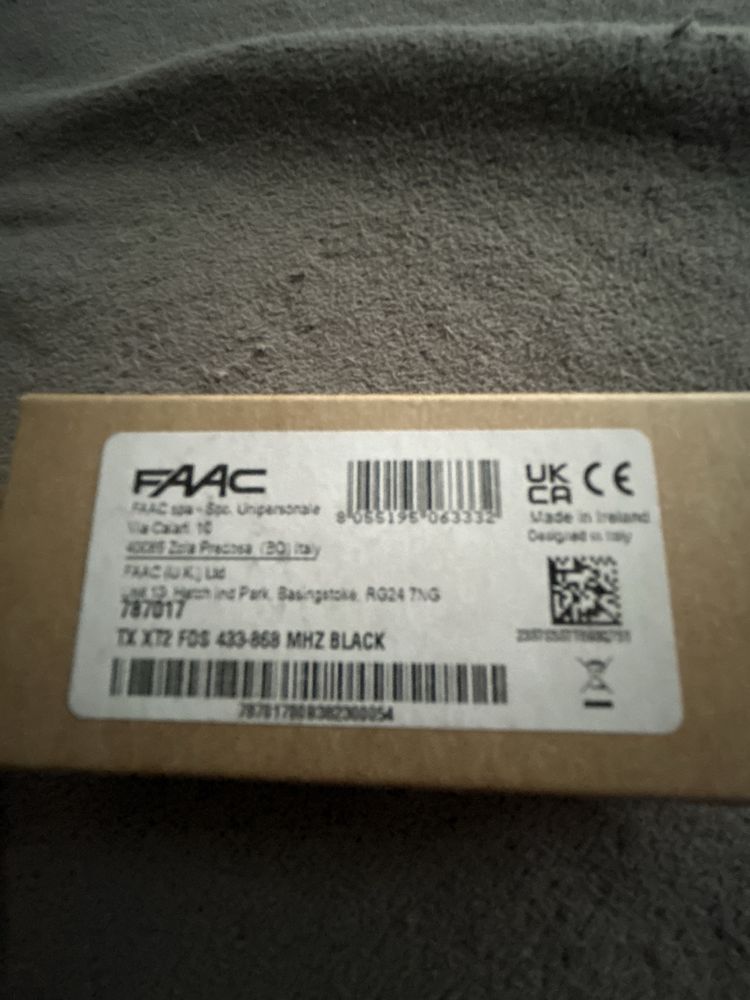 FAAC
FAAC spa - Soc. Unipersonale
Via Calari, 10
40069 Zola Predosa, (BO) Italy
FAAC (U.K.) Ltd
Unit 13, Hatch Ind Park, Basingstoke, RG24 7NG
787017
TX XT2 FDS 433-868 MHZ BLACK
8 055195 063332
UK
CA CE
Made in Ireland
Designed in Italy